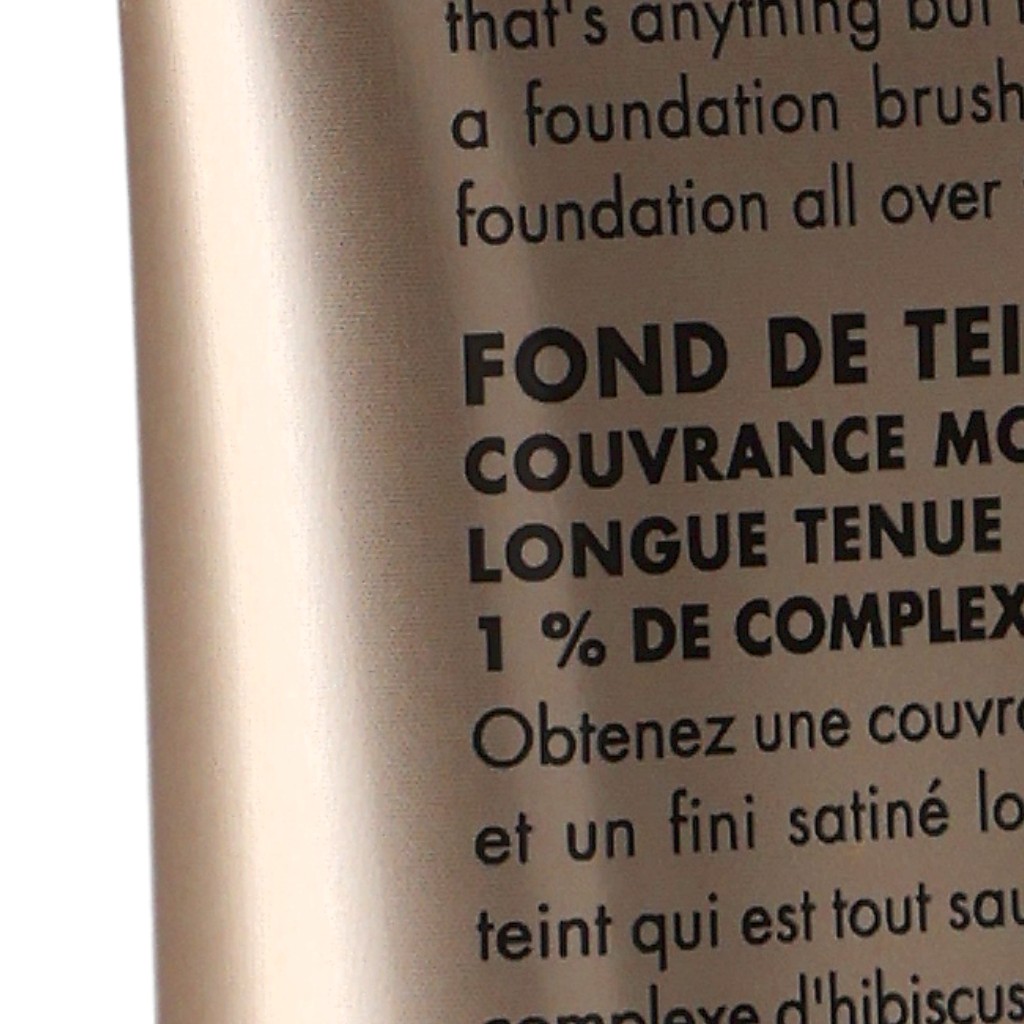 that's anything but
a foundation brush
foundation all over
FOND DE TEI
COUVRANCE MO
LONGUE TENUE
1 % DE COMPLEX
Obtenez une couvr
et un fini satiné lo
teint qui est tout sau
complexe d'hibiscus